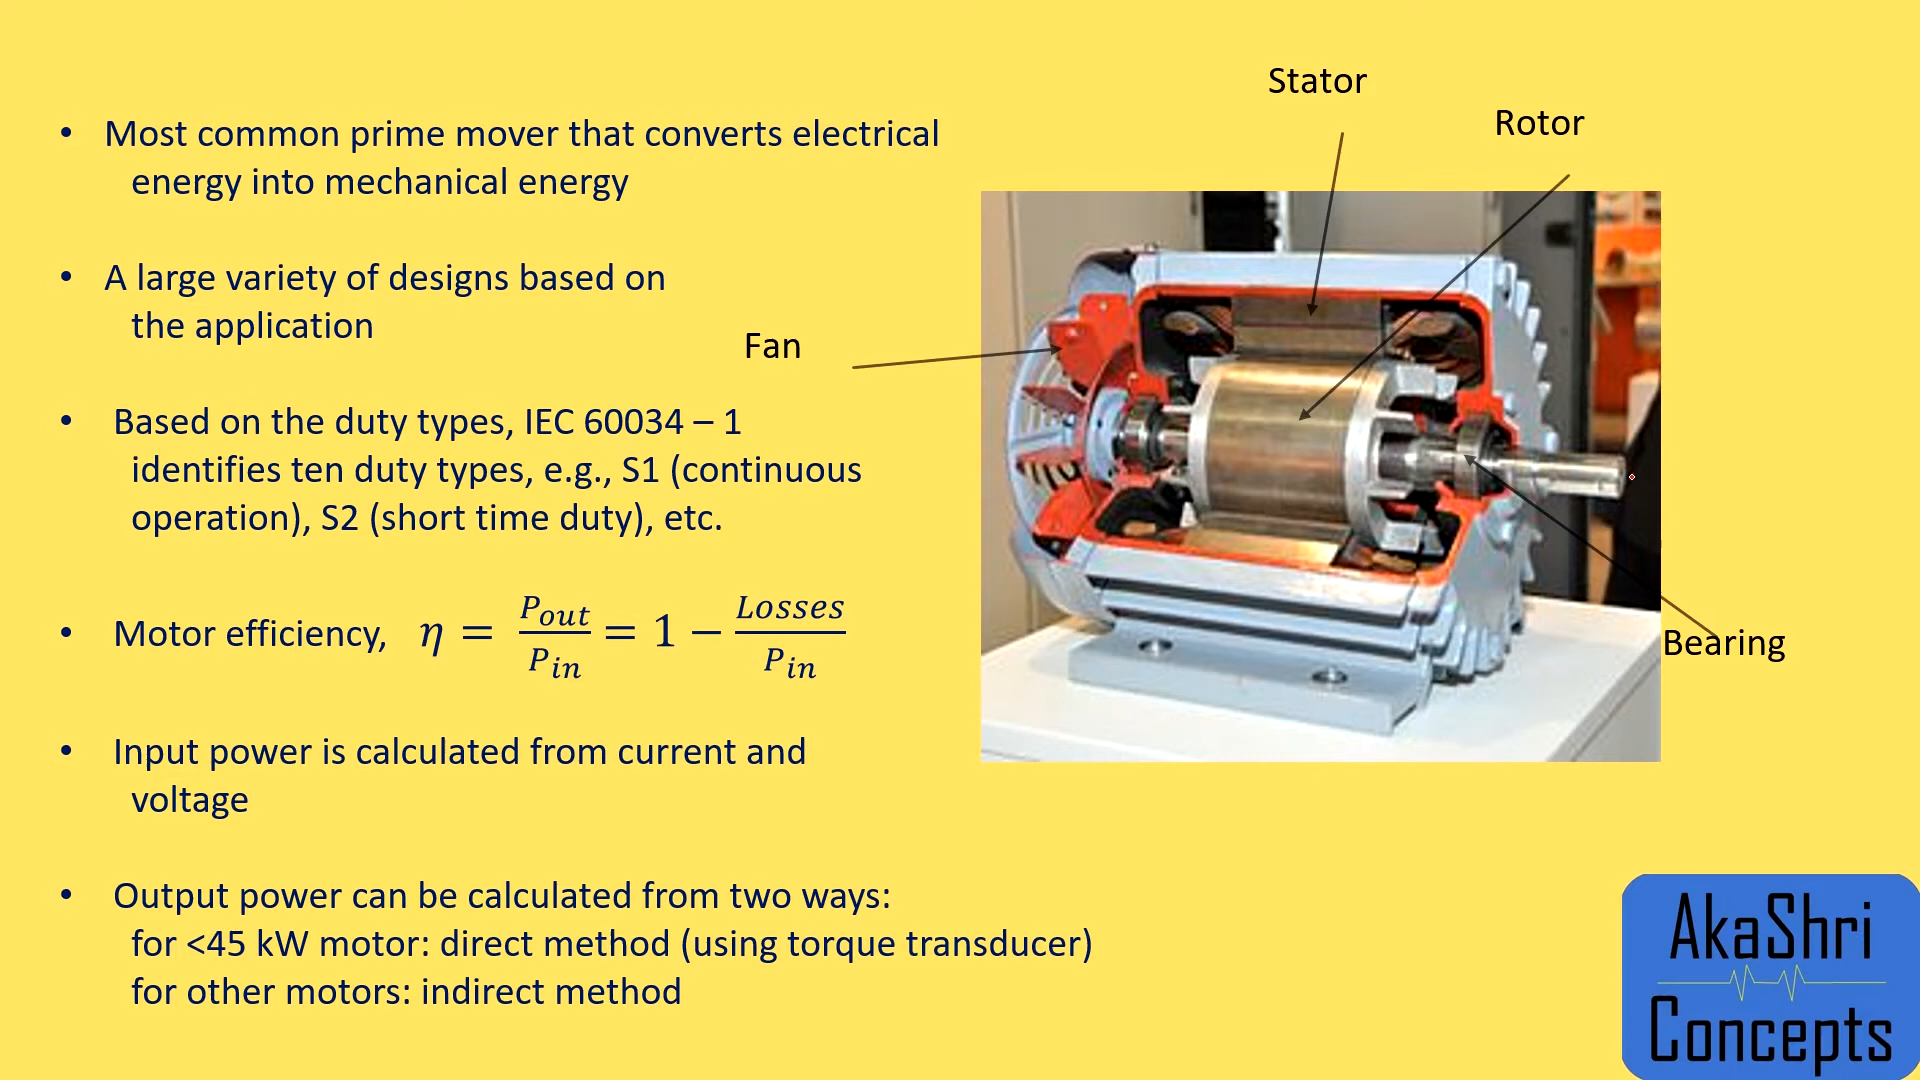 • Most common prime mover that converts electrical
energy into mechanical energy
• A large variety of designs based on
the application
• Based on the duty types, IEC 60034 – 1
identifies ten duty types, e.g., S1 (continuous
operation), S2 (short time duty), etc.
• Motor efficiency, η = P_out/P_in = 1 − Losses/P_in
• Input power is calculated from current and
voltage
• Output power can be calculated from two ways:
for <45 kW motor: direct method (using torque transducer)
for other motors: indirect method
Stator
Rotor
Fan
Bearing
AkaShri
Concepts